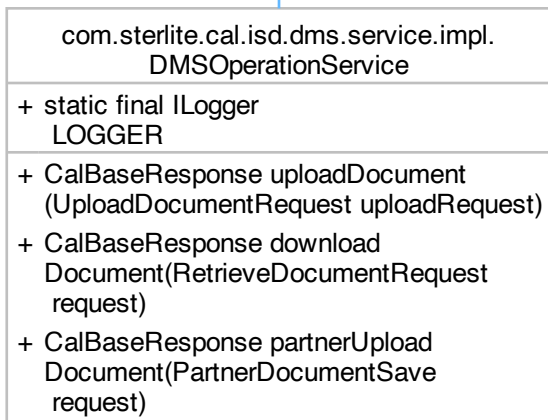 com.sterlite.cal.isd.dms.service.impl.
DMSOperationService
+ static final ILogger
LOGGER
+ CalBaseResponse uploadDocument
(UploadDocumentRequest uploadRequest)
+ CalBaseResponse download
Document(RetrieveDocumentRequest
request)
+ CalBaseResponse partnerUpload
Document(PartnerDocumentSave
request)